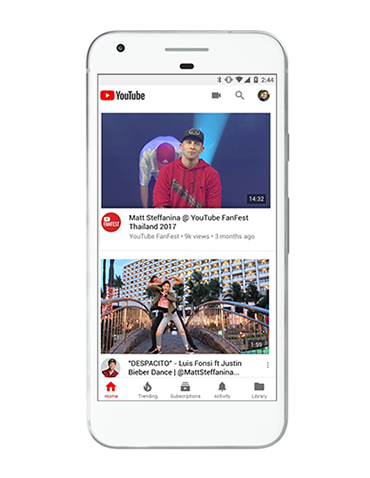 2:44
YouTube
14:32
Matt Steffanina @ YouTube FanFest
Thailand 2017
FANFEST
YouTube FanFest • 9k views • 3 months ago
1:59
"DESPACITO" - Luis Fonsi ft Justin
Bieber Dance | @MattSteffanina...
Home
Trending
Subscriptions
Activity
Library